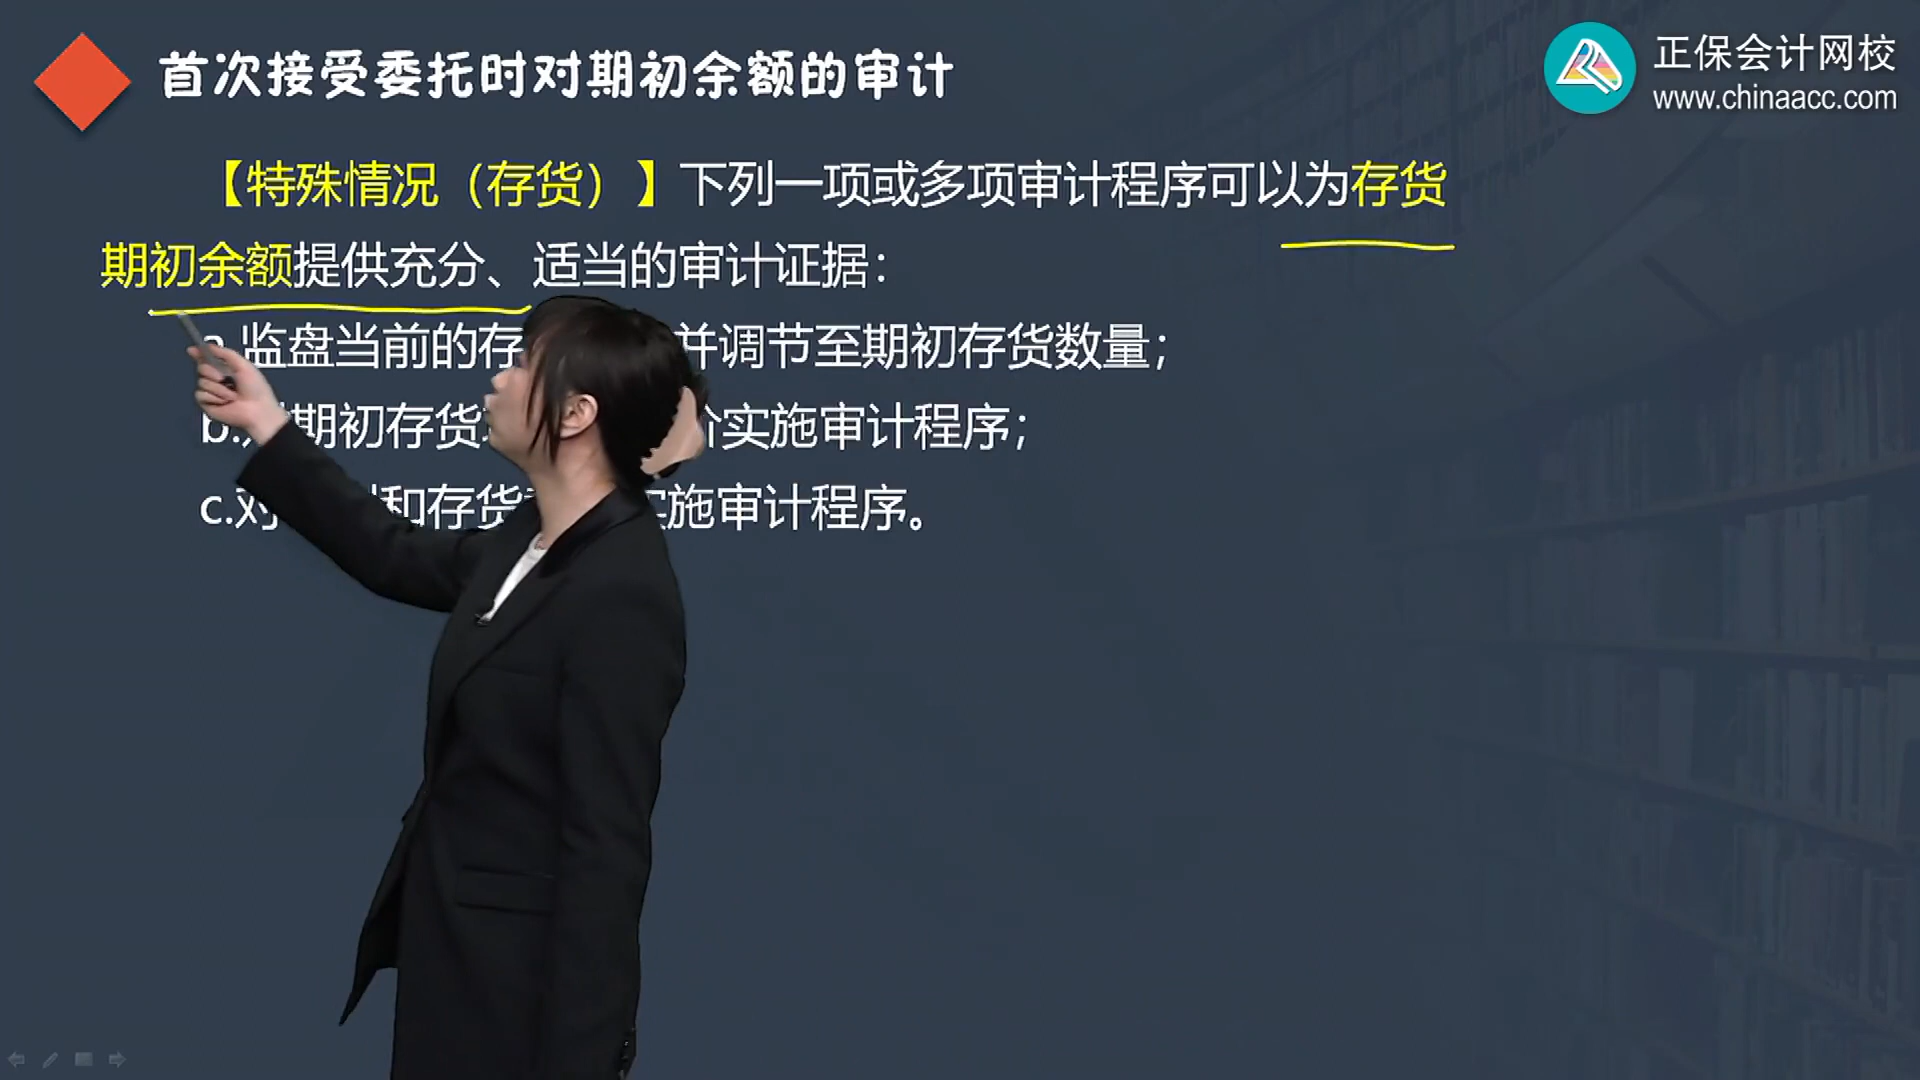 首次接受委托时对期初余额的审计
正保会计网校
www.chinaacc.com
【特殊情况（存货）】下列一项或多项审计程序可以为存货
期初余额提供充分、适当的审计证据：
a.监盘当前的存 并调节至期初存货数量；
b. 期初存货 实施审计程序；
c.对 和存货 实施审计程序。